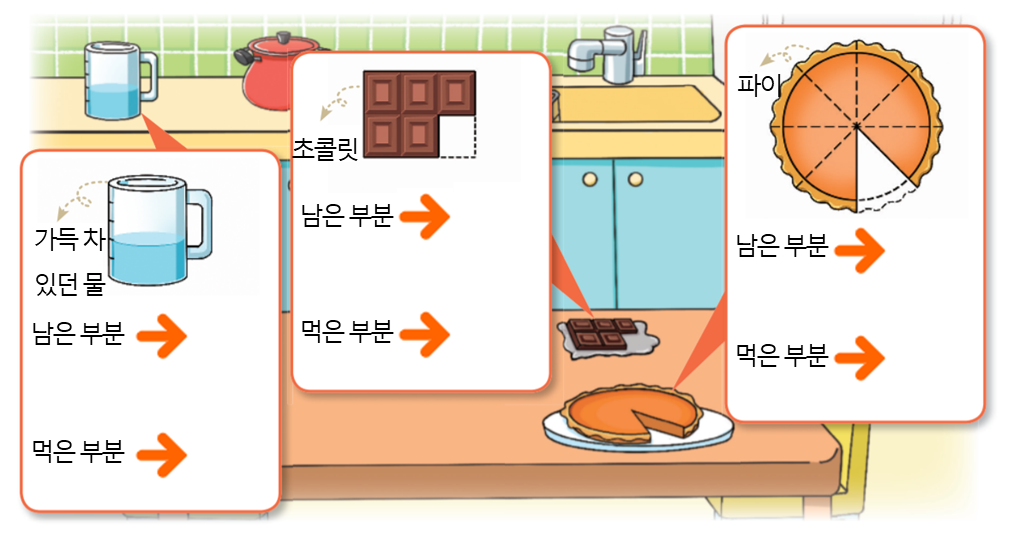 가득 차
있던 물
남은 부분
먹은 부분
초콜릿
남은 부분
먹은 부분
파이
남은 부분
먹은 부분